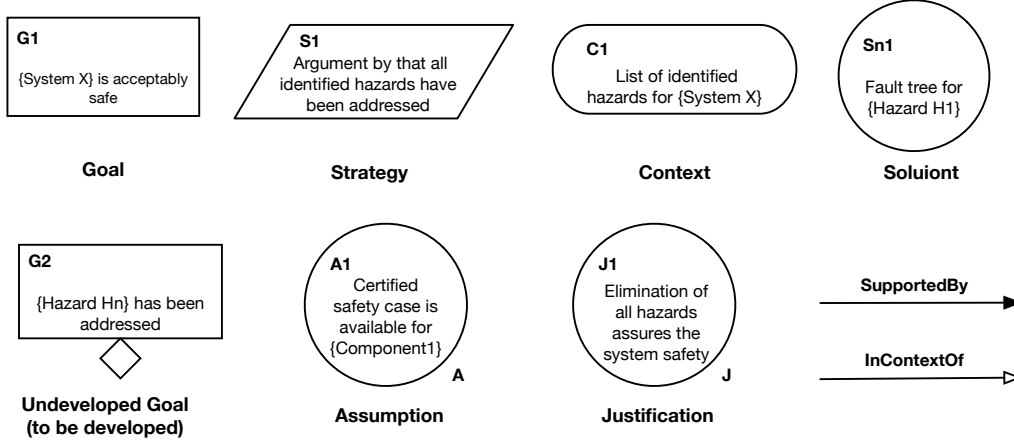 G1
{System X} is acceptably
safe
Goal
S1
Argument by that all
identified hazards have
been addressed
Strategy
C1
List of identified
hazards for {System X}
Context
Sn1
Fault tree for
{Hazard H1}
Soluiont
G2
{Hazard Hn} has been
addressed
Undeveloped Goal
(to be developed)
A1
Certified
safety case is
available for
{Component1}
A
Assumption
J1
Elimination of
all hazards
assures the
system safety
J
Justification
SupportedBy
InContextOf